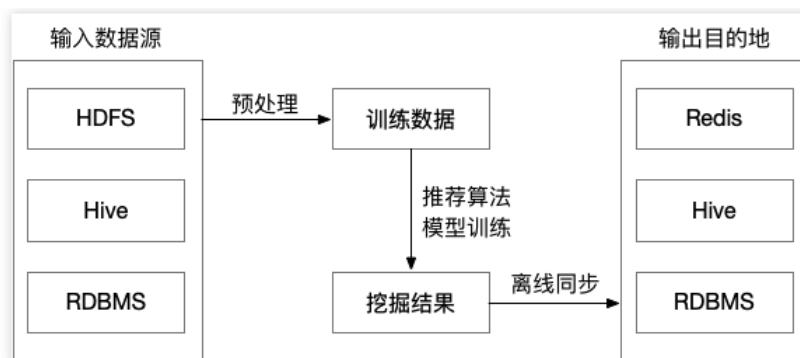 输入数据源
输出目的地
HDFS
预处理
训练数据
Redis
Hive
推荐算法
模型训练
Hive
RDBMS
挖掘结果
离线同步
RDBMS